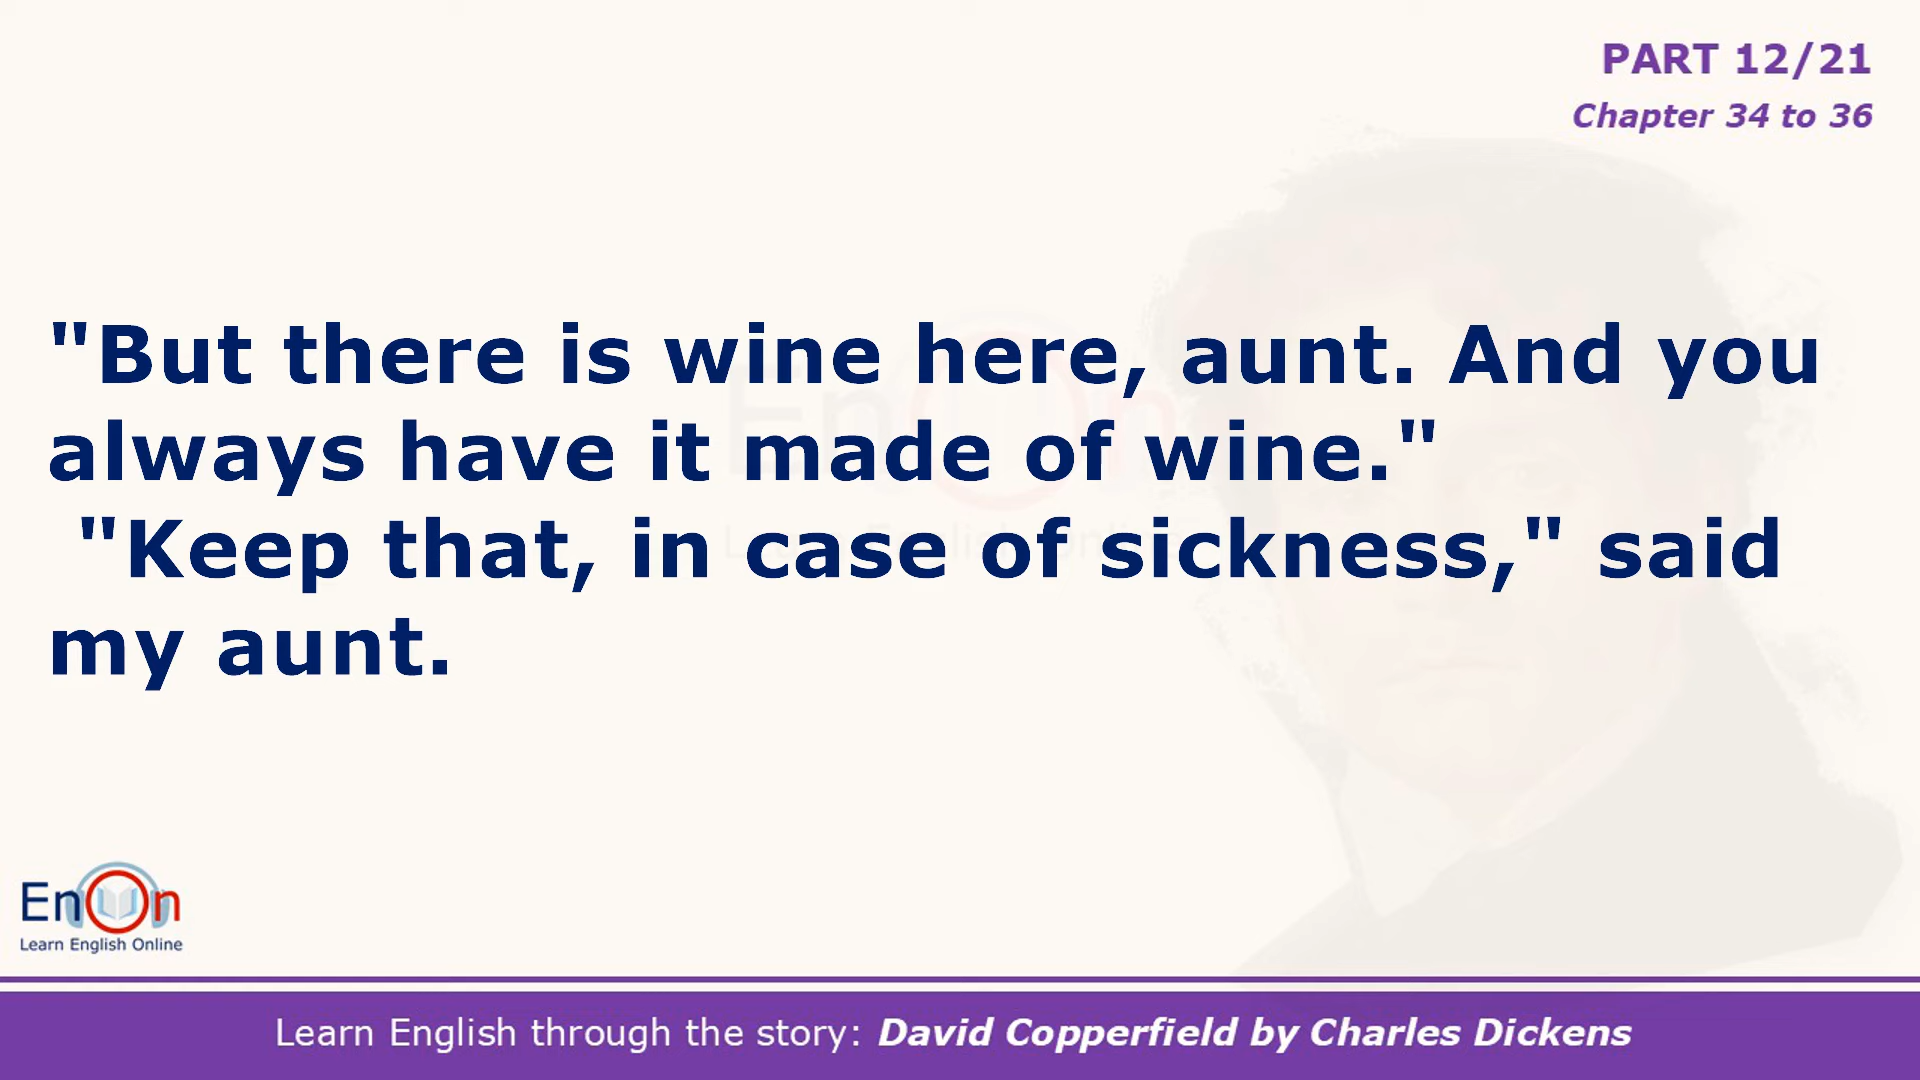 PART 12/21
Chapter 34 to 36
"But there is wine here, aunt. And you
always have it made of wine."
"Keep that, in case of sickness," said
my aunt.
EnOn
Learn English Online
Learn English through the story: David Copperfield by Charles Dickens